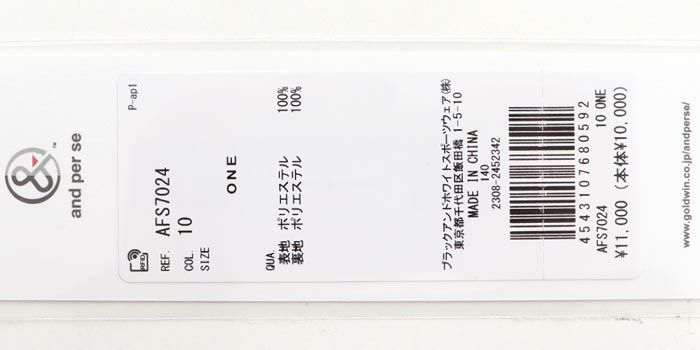 &
™
and per se
P-ap1
RFID
REF. AFS7024
COL. 10
SIZE ONE
QUA.
表地 ポリエステル 100%
裏地 ポリエステル 100%
ブラックアンドホワイトスポーツウェア(株)
東京都千代田区飯田橋 1-5-10
MADE IN CHINA
140
2308-2452342
4543107680592
AFS7024 10 ONE
¥11,000 (本体¥10,000)
www.goldwin.co.jp/andperse/